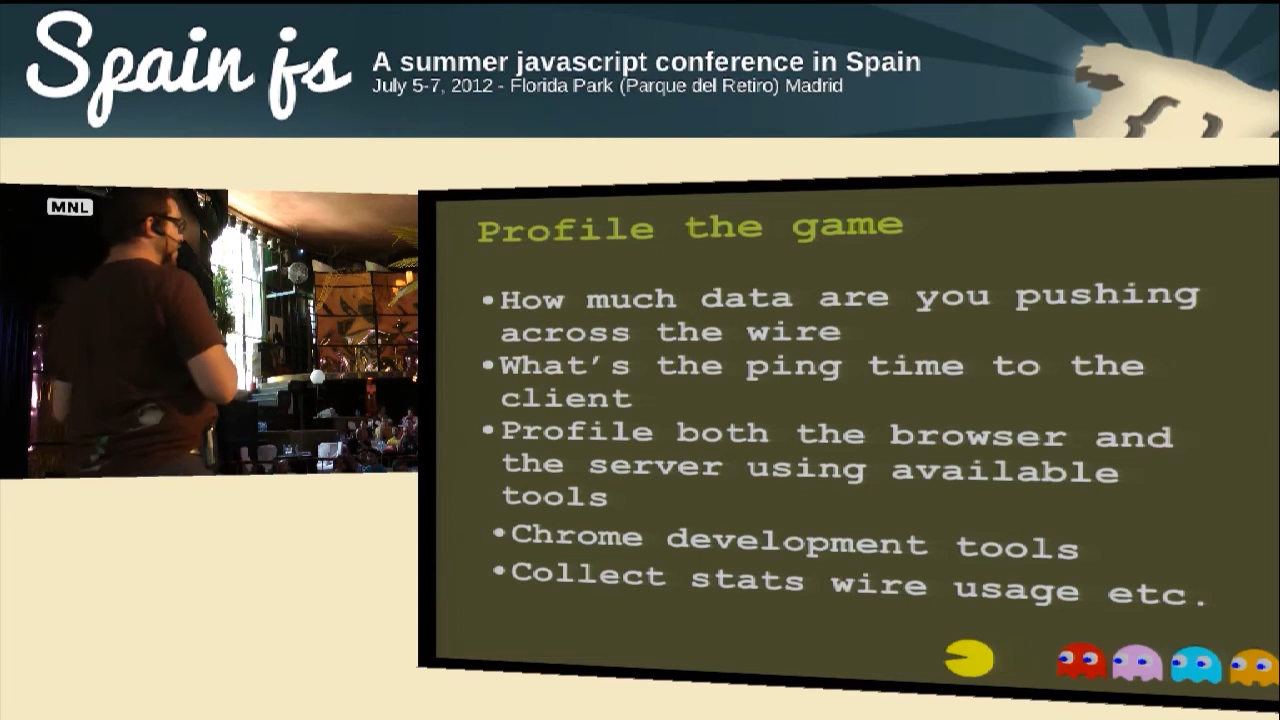 Spain js
A summer javascript conference in Spain
July 5-7, 2012 - Florida Park (Parque del Retiro) Madrid
MNL
Profile the game
•How much data are you pushing
across the wire
•What's the ping time to the
client
•Profile both the browser and
the server using available
tools
•Chrome development tools
•Collect stats wire usage etc.